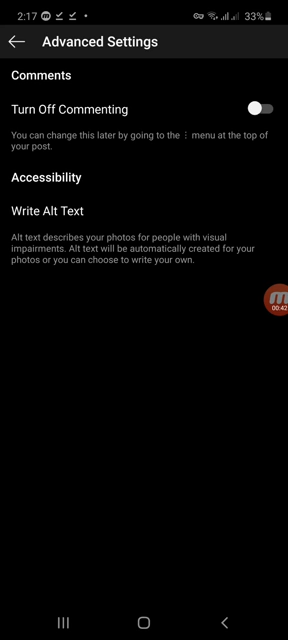 2:17
33%
Advanced Settings
Comments
Turn Off Commenting
You can change this later by going to the ⋮ menu at the top of
your post.
Accessibility
Write Alt Text
Alt text describes your photos for people with visual
impairments. Alt text will be automatically created for your
photos or you can choose to write your own.
00:42